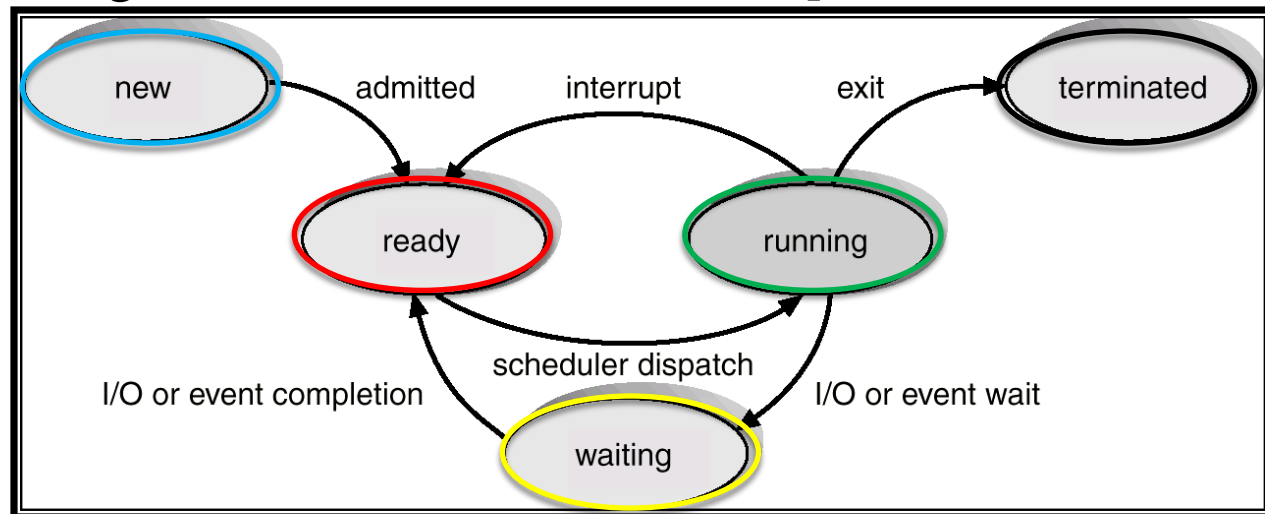 new
admitted
interrupt
exit
terminated
ready
running
scheduler dispatch
I/O or event completion
I/O or event wait
waiting